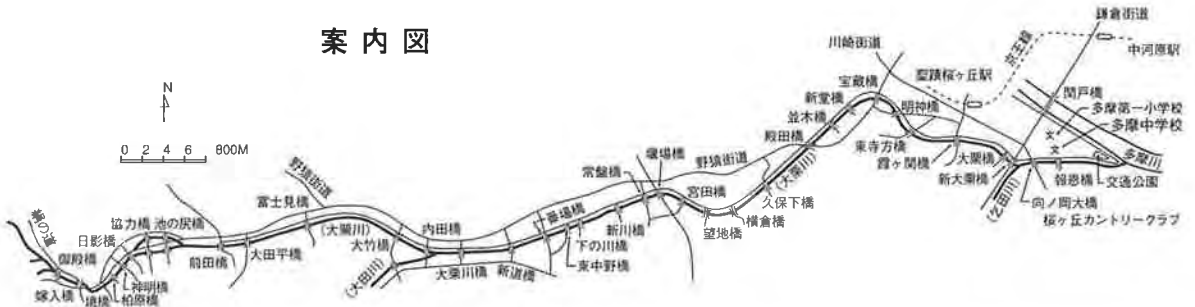 案内図
N
0 2 4 6 800M
絹の道
御殿橋
嫁入橋
境橋
柏原橋
神明橋
日影橋
協力橋
池の尻橋
前田橋
大田平橋
富士見橋
野猿街道
(大栗川)
大竹橋
(大田川)
内田橋
大栗川橋
新道橋
番場橋
東中野橋
下の川橋
新川橋
常盤橋
堰場橋
宮田橋
野猿街道
望地橋
横倉橋
久保下橋
(大栗川)
殿田橋
並木橋
新堂橋
宝蔵橋
川崎街道
明神橋
東寺方橋
霞ヶ関橋
聖蹟桜ヶ丘駅
京王線
鎌倉街道
中河原駅
関戸橋
多摩第一小学校
多摩中学校
文
文
多摩川
大栗橋
新大栗橋
(乞田川)
報恩橋
交通公園
向ノ岡大橋
桜ヶ丘カントリークラブ